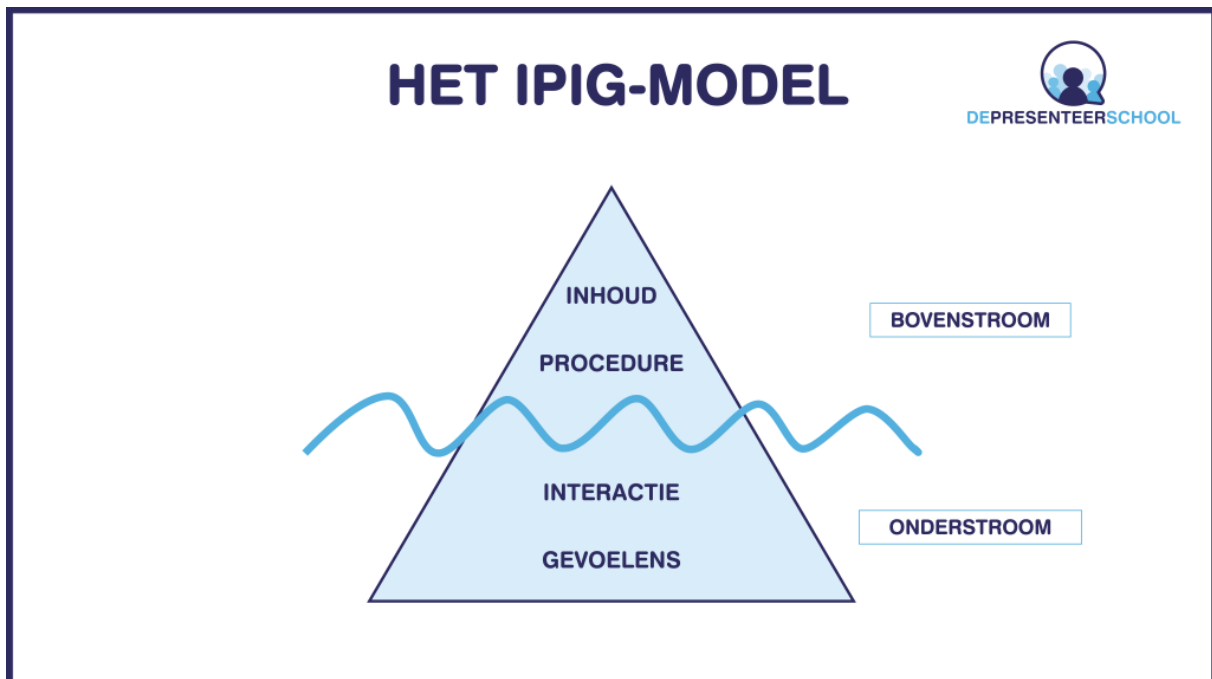 HET IPIG-MODEL
DEPRESENTEERSCHOOL
INHOUD
PROCEDURE
BOVENSTROOM
INTERACTIE
GEVOELENS
ONDERSTROOM